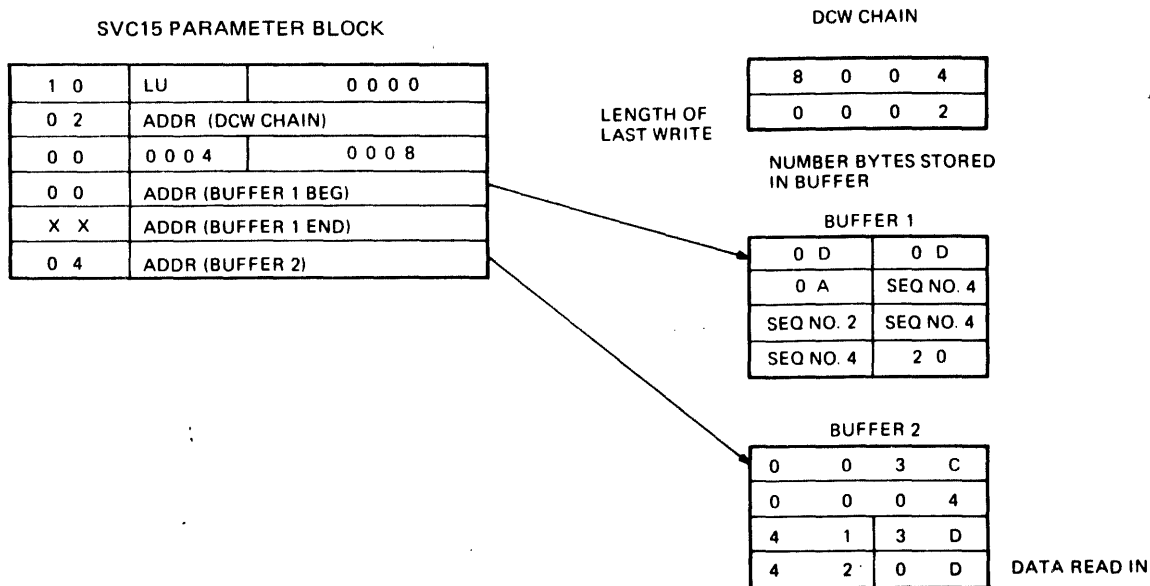 SVC15 PARAMETER BLOCK
1 0 LU 0 0 0 0
0 2 ADDR (DCW CHAIN)
0 0 0 0 0 4 0 0 0 8
0 0 ADDR (BUFFER 1 BEG)
X X ADDR (BUFFER 1 END)
0 4 ADDR (BUFFER 2)
DCW CHAIN
8 0 0 4
0 0 0 2
LENGTH OF
LAST WRITE
NUMBER BYTES STORED
IN BUFFER
BUFFER 1
0 D 0 D
0 A SEQ NO. 4
SEQ NO. 2 SEQ NO. 4
SEQ NO. 4 2 0
BUFFER 2
0 0 3 C
0 0 0 4
4 1 3 D
4 2 0 D
DATA READ IN